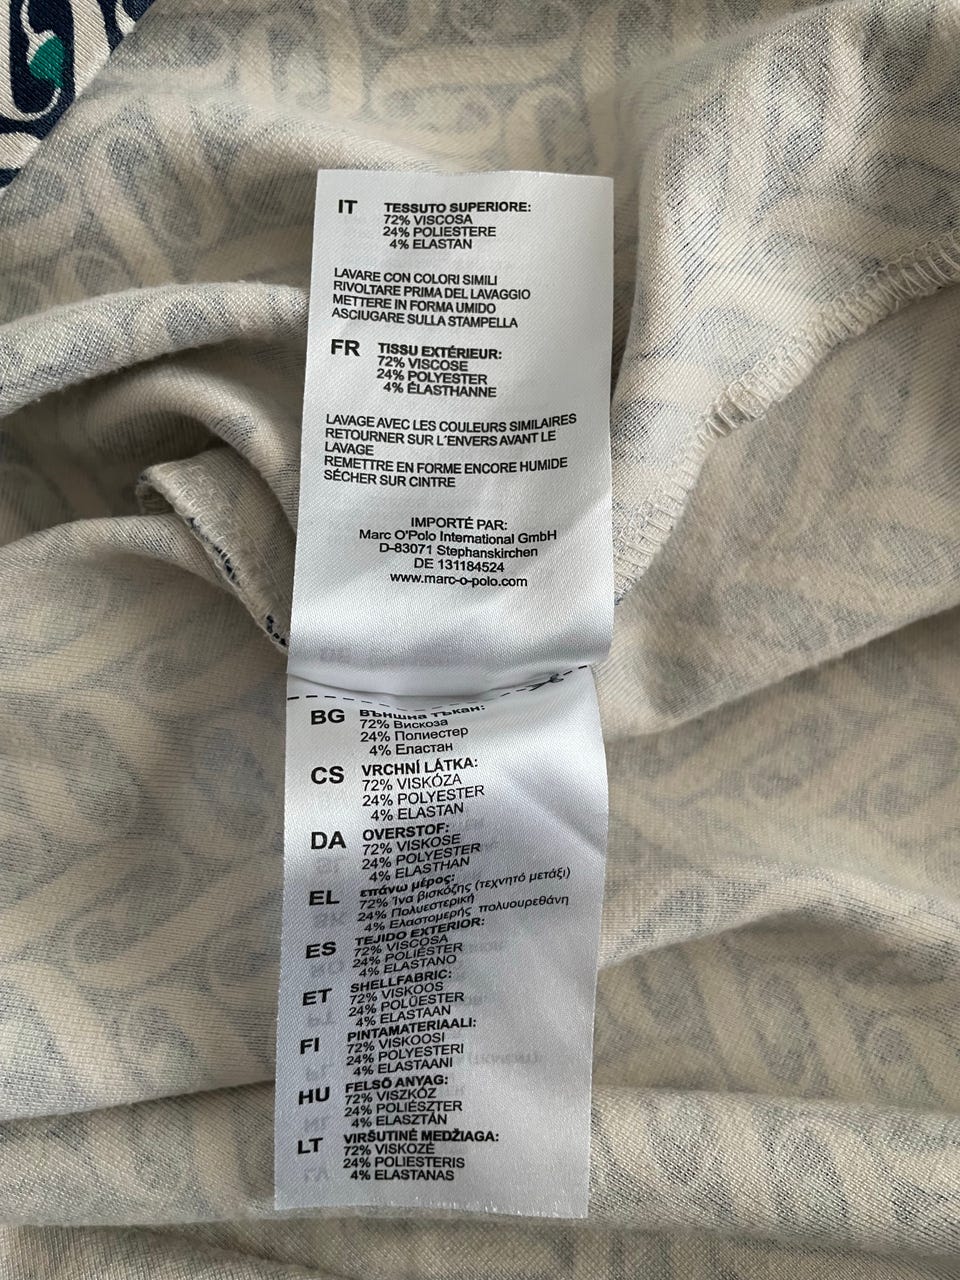 IT TESSUTO SUPERIORE:
72% VISCOSA
24% POLIESTERE
4% ELASTAN
LAVARE CON COLORI SIMILI
RIVOLTARE PRIMA DEL LAVAGGIO
METTERE IN FORMA UMIDO
ASCIUGARE SULLA STAMPELLA
FR TISSU EXTÉRIEUR:
72% VISCOSE
24% POLYESTER
4% ÉLASTHANNE
LAVAGE AVEC LES COULEURS SIMILAIRES
RETOURNER SUR L'ENVERS AVANT LE
LAVAGE
REMETTRE EN FORME ENCORE HUMIDE
SÉCHER SUR CINTRE
IMPORTÉ PAR:
Marc O'Polo International GmbH
D-83071 Stephanskirchen
DE 131184524
www.marc-o-polo.com
BG Външна тъкан:
72% Вискоза
24% Полиестер
4% Еластан
CS VRCHNÍ LÁTKA:
72% VISKÓZA
24% POLYESTER
4% ELASTAN
DA OVERSTOF:
72% VISKOSE
24% POLYESTER
4% ELASTHAN
EL επάνω μέρος:
72% Ίνα βισκόζης (τεχνητό μετάξι)
24% Πολυεστερική
4% Ελαστομερής πολυουρεθάνη
ES TEJIDO EXTERIOR:
72% VISCOSA
24% POLIÉSTER
4% ELASTANO
ET SHELLFABRIC:
72% VISKOOS
24% POLÜESTER
4% ELASTAAN
FI PINTAMATERIAALI:
72% VISKOOSI
24% POLYESTERI
4% ELASTAANI
HU FELSŐ ANYAG:
72% VISZKÓZ
24% POLIÉSZTER
4% ELASZTÁN
LT VIRŠUTINĖ MEDŽIAGA:
72% VISKOZĖ
24% POLIESTERIS
4% ELASTANAS